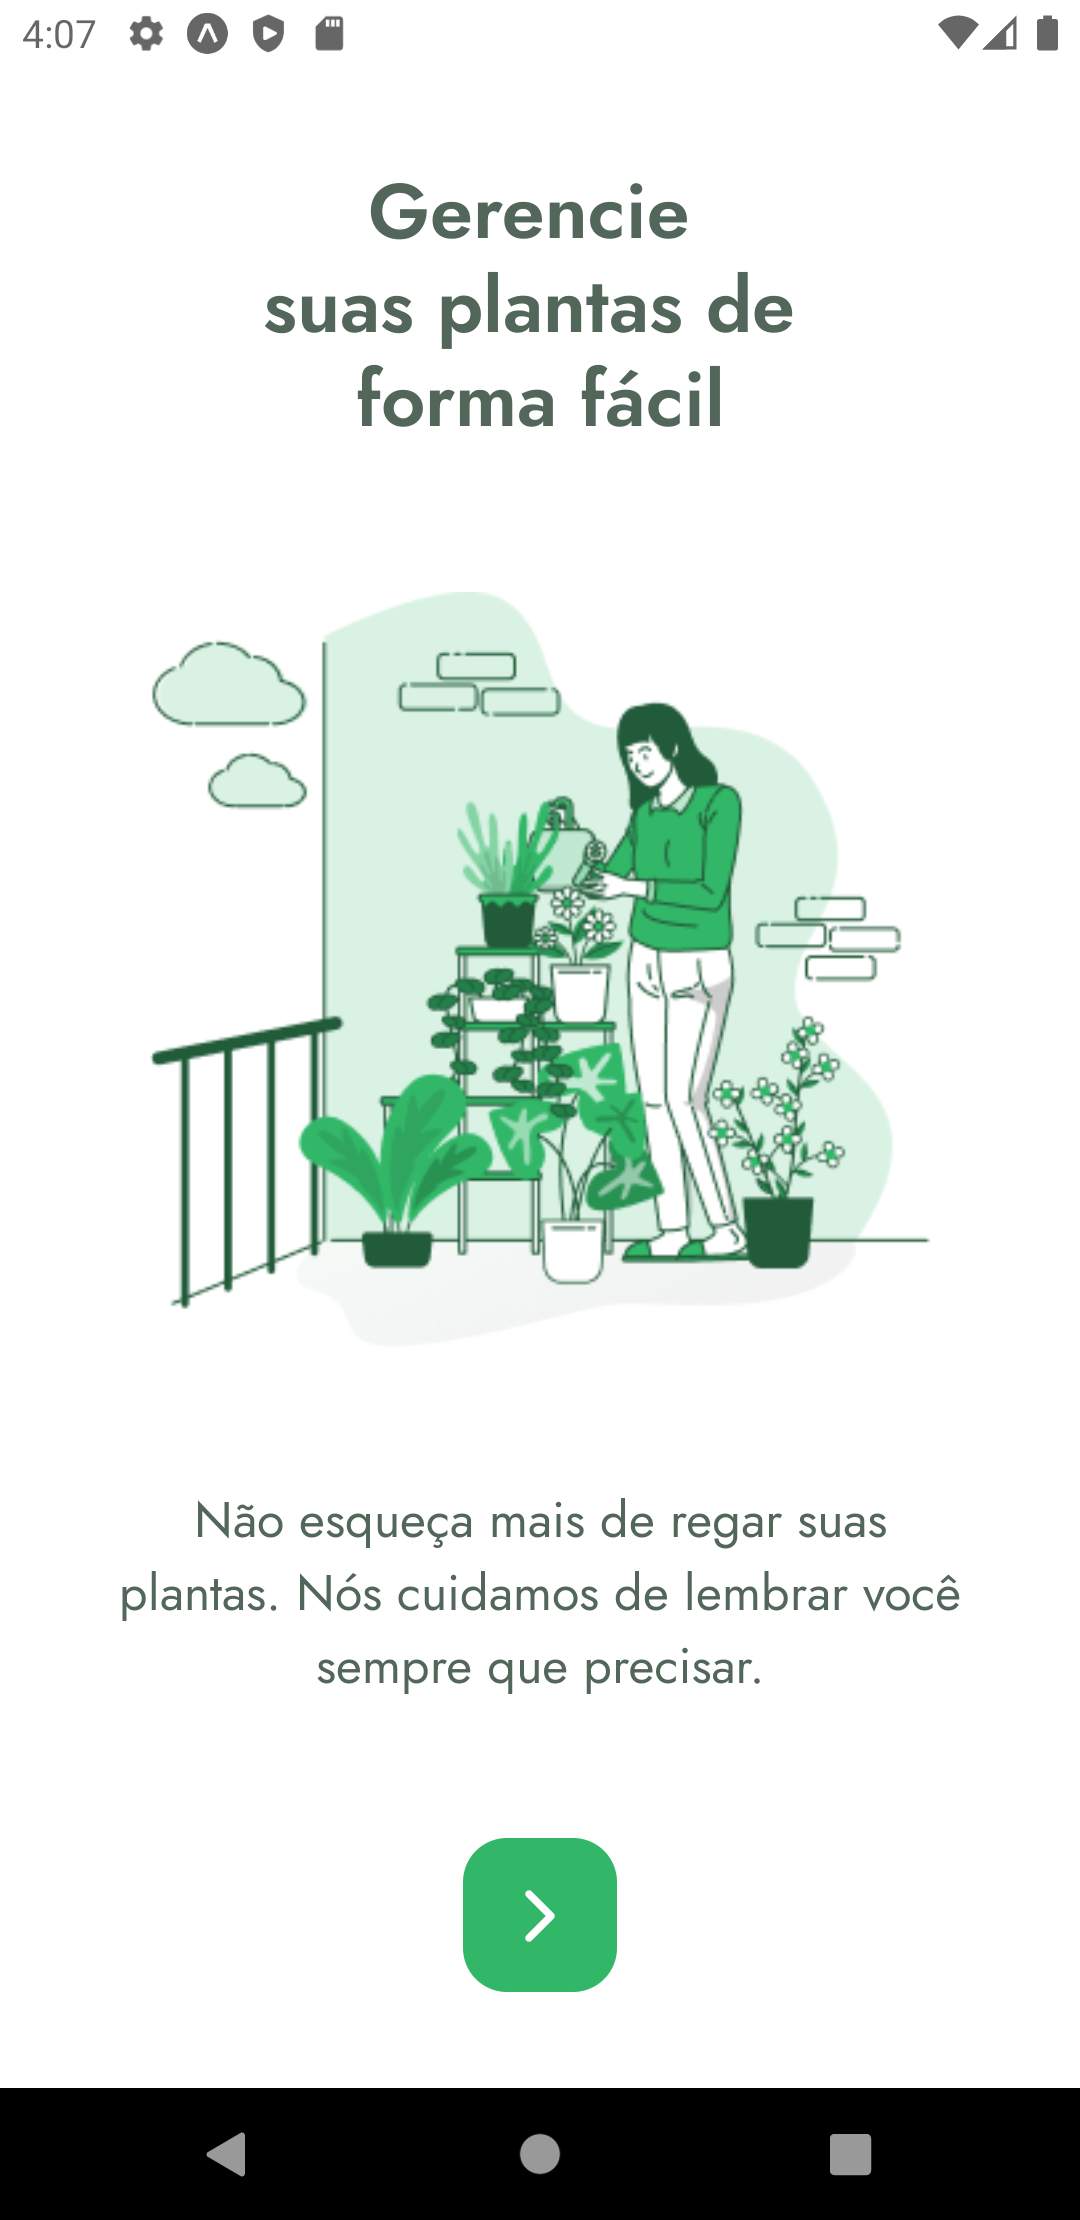 4:07
Gerencie
suas plantas de
forma fácil
Não esqueça mais de regar suas
plantas. Nós cuidamos de lembrar você
sempre que precisar.